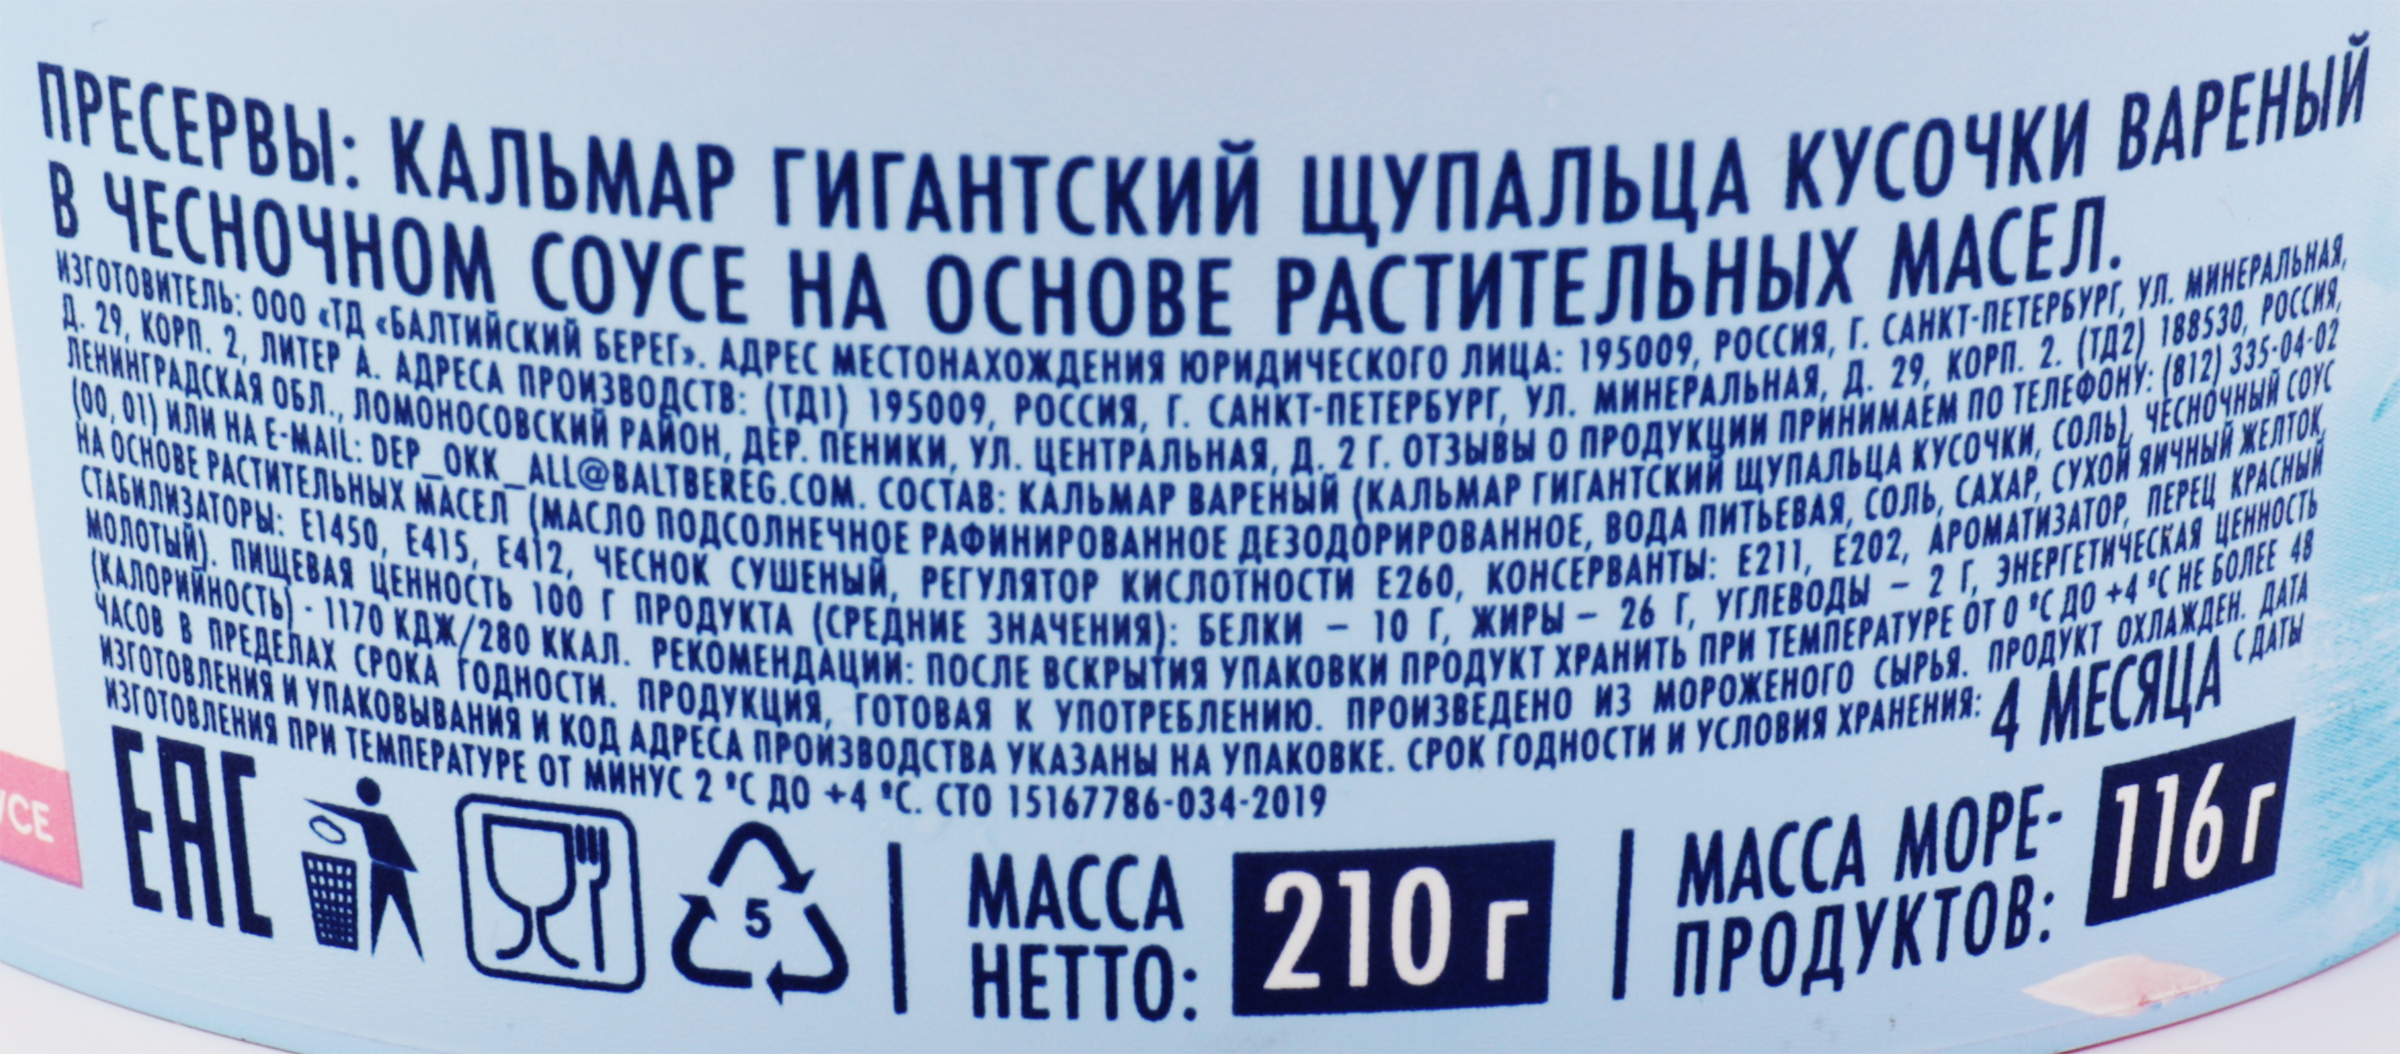 ПРЕСЕРВЫ: КАЛЬМАР ГИГАНТСКИЙ ЩУПАЛЬЦА КУСОЧКИ ВАРЕНЫЙ
В ЧЕСНОЧНОМ СОУСЕ НА ОСНОВЕ РАСТИТЕЛЬНЫХ МАСЕЛ.
ИЗГОТОВИТЕЛЬ: ООО «ТД «БАЛТИЙСКИЙ БЕРЕГ». АДРЕС МЕСТОНАХОЖДЕНИЯ ЮРИДИЧЕСКОГО ЛИЦА: 195009, РОССИЯ, Г. САНКТ-ПЕТЕРБУРГ, УЛ. МИНЕРАЛЬНАЯ,
Д. 29, КОРП. 2, ЛИТЕР А. АДРЕСА ПРОИЗВОДСТВ: (ТД1) 195009, РОССИЯ, Г. САНКТ-ПЕТЕРБУРГ, УЛ. МИНЕРАЛЬНАЯ, Д. 29, КОРП. 2. (ТД2) 188530, РОССИЯ,
ЛЕНИНГРАДСКАЯ ОБЛ., ЛОМОНОСОВСКИЙ РАЙОН, ДЕР. ПЕНИКИ, УЛ. ЦЕНТРАЛЬНАЯ, Д. 2 Г. ОТЗЫВЫ О ПРОДУКЦИИ ПРИНИМАЕМ ПО ТЕЛЕФОНУ: (812) 335-04-02
(00, 01) ИЛИ НА E-MAIL: DEP_OKK_ALL@BALTBEREG.COM. СОСТАВ: КАЛЬМАР ВАРЕНЫЙ (КАЛЬМАР ГИГАНТСКИЙ ЩУПАЛЬЦА КУСОЧКИ, СОЛЬ), ЧЕСНОЧНЫЙ СОУС
НА ОСНОВЕ РАСТИТЕЛЬНЫХ МАСЕЛ (МАСЛО ПОДСОЛНЕЧНОЕ РАФИНИРОВАННОЕ ДЕЗОДОРИРОВАННОЕ, ВОДА ПИТЬЕВАЯ, СОЛЬ, САХАР, СУХОЙ ЯИЧНЫЙ ЖЕЛТОК,
СТАБИЛИЗАТОРЫ: Е1450, Е415, Е412, ЧЕСНОК СУШЕНЫЙ, РЕГУЛЯТОР КИСЛОТНОСТИ Е260, КОНСЕРВАНТЫ: Е211, Е202, АРОМАТИЗАТОР, ПЕРЕЦ КРАСНЫЙ
МОЛОТЫЙ). ПИЩЕВАЯ ЦЕННОСТЬ 100 Г ПРОДУКТА (СРЕДНИЕ ЗНАЧЕНИЯ): БЕЛКИ – 10 Г, ЖИРЫ – 26 Г, УГЛЕВОДЫ – 2 Г, ЭНЕРГЕТИЧЕСКАЯ ЦЕННОСТЬ
(КАЛОРИЙНОСТЬ) - 1170 КДЖ/280 ККАЛ. РЕКОМЕНДАЦИИ: ПОСЛЕ ВСКРЫТИЯ УПАКОВКИ ПРОДУКТ ХРАНИТЬ ПРИ ТЕМПЕРАТУРЕ ОТ 0 °С ДО +4 °С НЕ БОЛЕЕ 48
ЧАСОВ В ПРЕДЕЛАХ СРОКА ГОДНОСТИ. ПРОДУКЦИЯ, ГОТОВАЯ К УПОТРЕБЛЕНИЮ. ПРОИЗВЕДЕНО ИЗ МОРОЖЕНОГО СЫРЬЯ. ПРОДУКТ ОХЛАЖДЕН. ДАТА
ИЗГОТОВЛЕНИЯ И УПАКОВЫВАНИЯ И КОД АДРЕСА ПРОИЗВОДСТВА УКАЗАНЫ НА УПАКОВКЕ. СРОК ГОДНОСТИ И УСЛОВИЯ ХРАНЕНИЯ: 4 МЕСЯЦА С ДАТЫ
ИЗГОТОВЛЕНИЯ ПРИ ТЕМПЕРАТУРЕ ОТ МИНУС 2 °С ДО +4 °С. СТО 15167786-034-2019
УСЕ
ЕАС
5
МАССА
НЕТТО:
210 г
МАССА МОРЕ-
ПРОДУКТОВ:
116 г